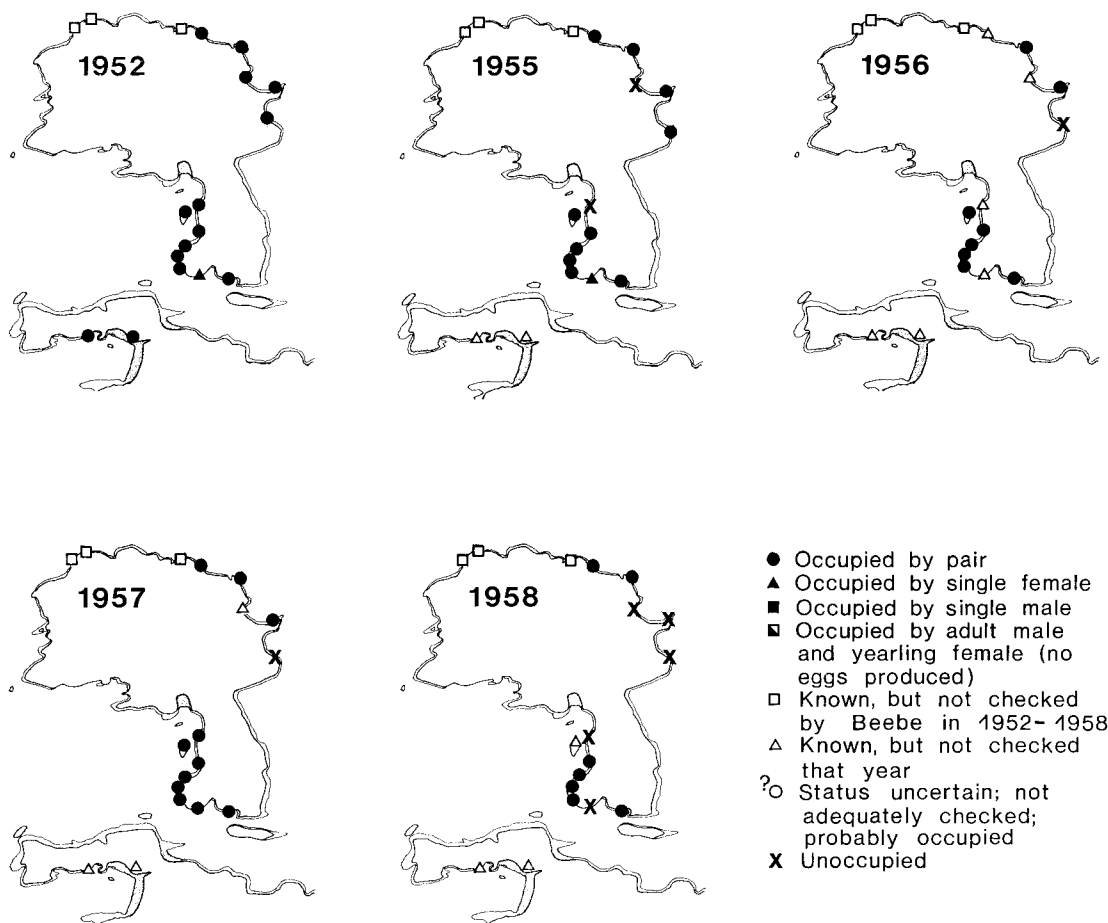 1952
1955
1956
1957
1958
Occupied by pair
Occupied by single female
Occupied by single male
Occupied by adult male
and yearling female (no
eggs produced)
Known, but not checked
by Beebe in 1952-1958
Known, but not checked
that year
? Status uncertain; not
adequately checked;
probably occupied
X Unoccupied